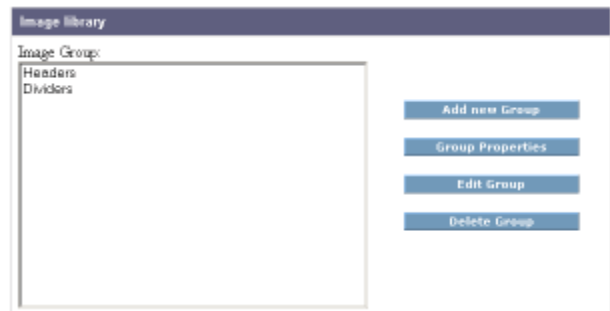 Image library
Image Group:
Headers
Dividers
Add new Group
Group Properties
Edit Group
Delete Group